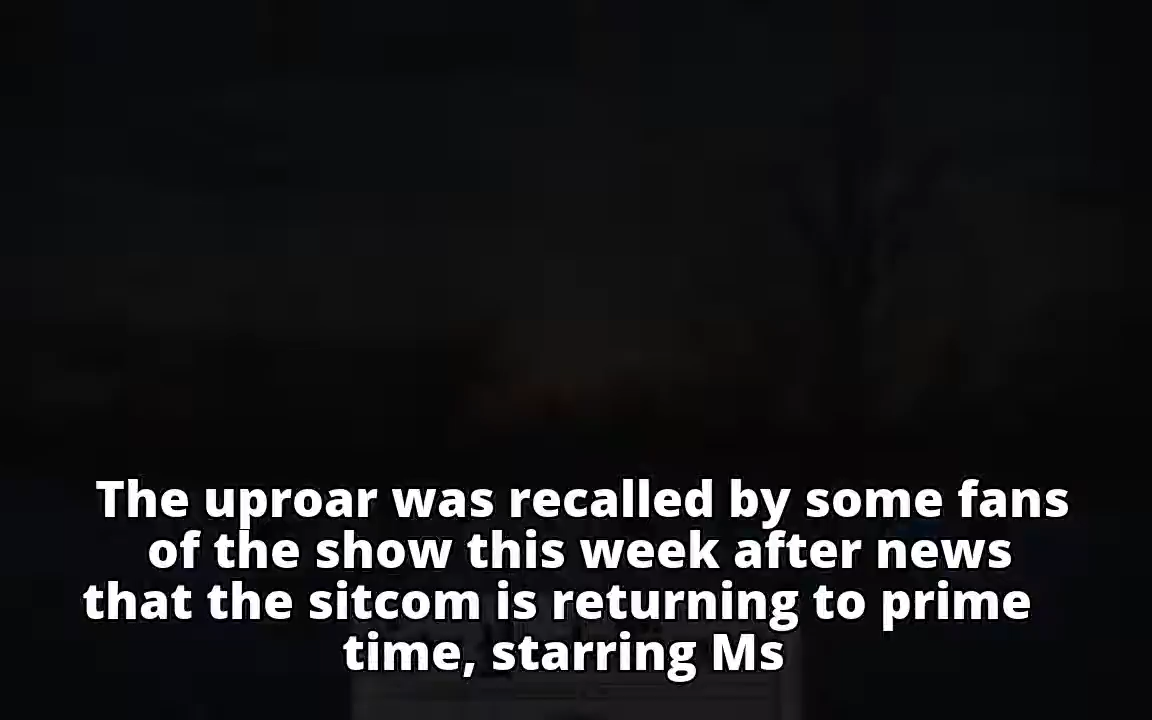 The uproar was recalled by some fans
of the show this week after news
that the sitcom is returning to prime
time, starring Ms